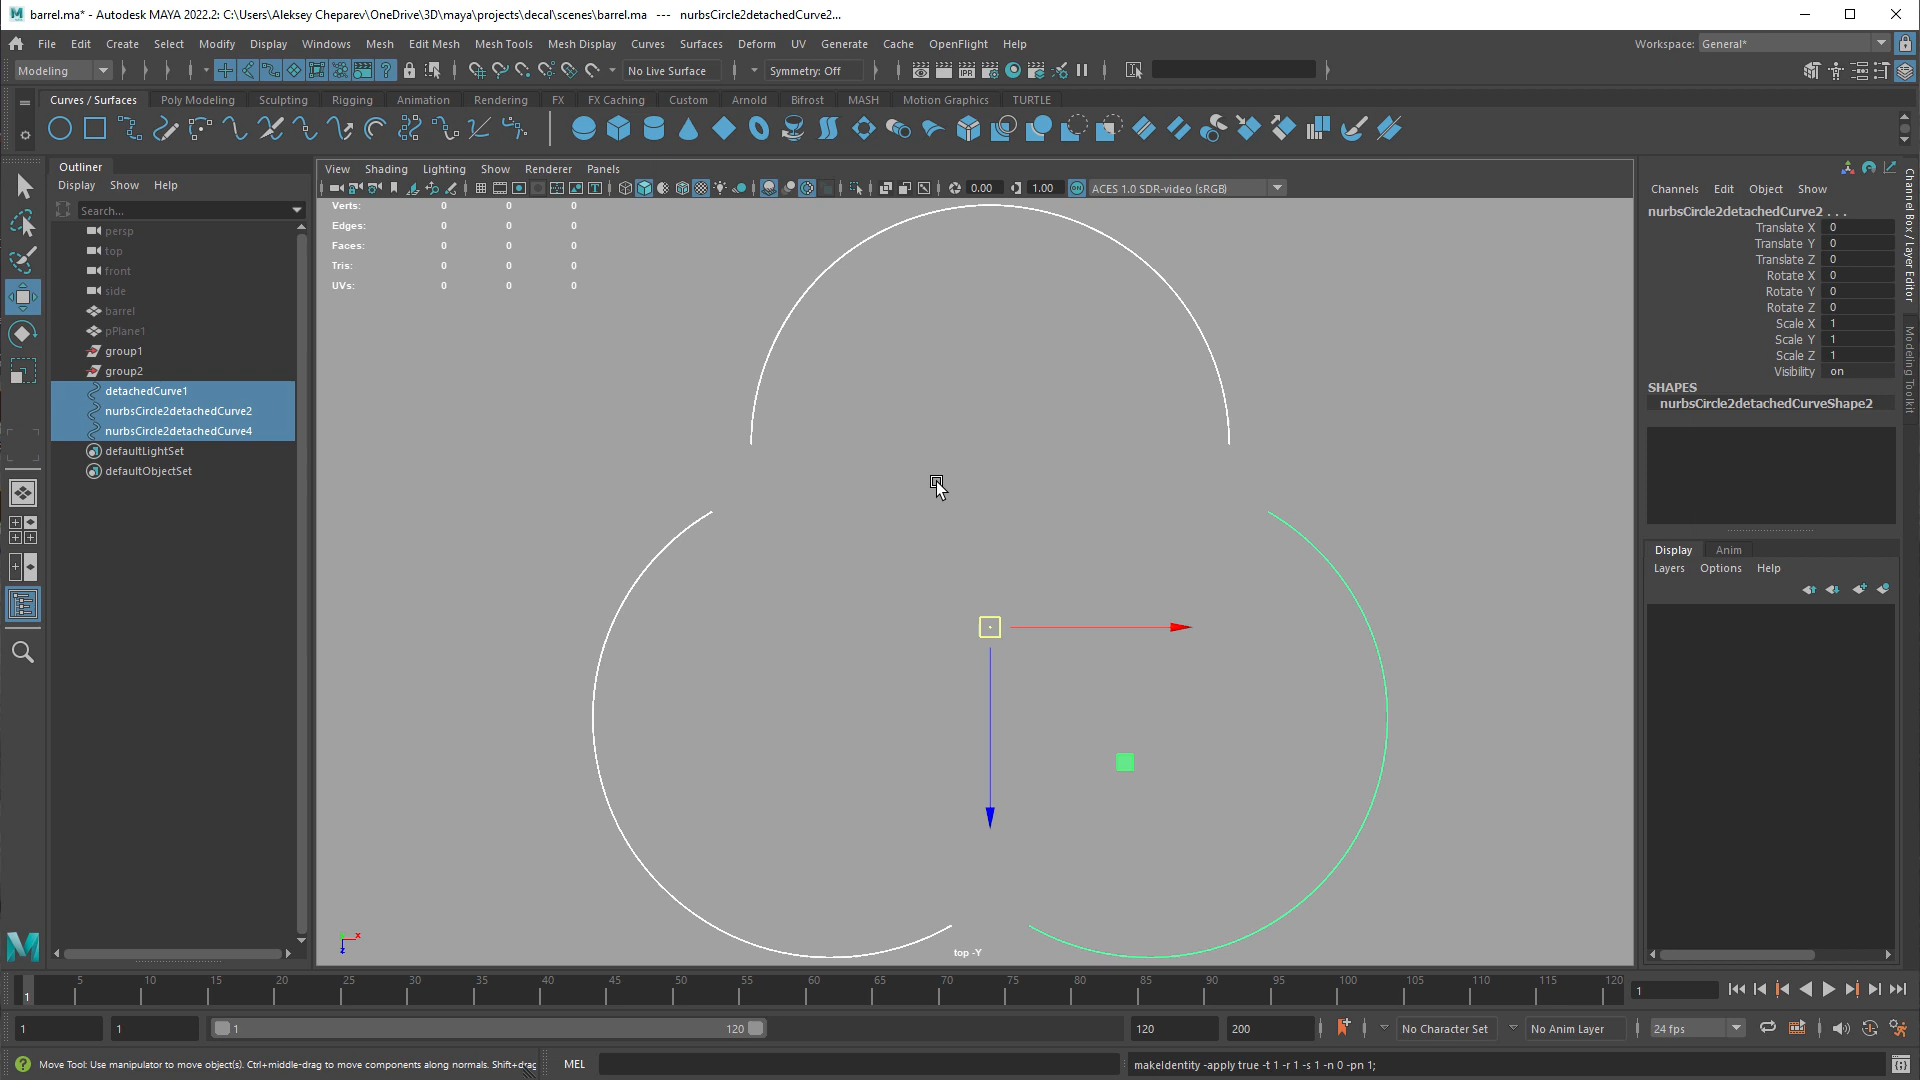 barrel.ma* - Autodesk MAYA 2022.2: C:\Users\Aleksey Cheparev\OneDrive\3D\maya\projects\decal\scenes\barrel.ma --- nurbsCircle2detachedCurve2...
File Edit Create Select Modify Display Windows Mesh Edit Mesh Mesh Tools Mesh Display Curves Surfaces Deform UV Generate Cache OpenFlight Help Workspace: General*
Modeling No Live Surface Symmetry: Off
Curves / Surfaces Poly Modeling Sculpting Rigging Animation Rendering FX FX Caching Custom Arnold Bifrost MASH Motion Graphics TURTLE
Outliner
Display Show Help
Search...
persp
top
front
side
barrel
pPlane1
group1
group2
detachedCurve1
nurbsCircle2detachedCurve2
nurbsCircle2detachedCurve4
defaultLightSet
defaultObjectSet
View Shading Lighting Show Renderer Panels
0.00 1.00 ACES 1.0 SDR-video (sRGB)
Verts: 0 0 0
Edges: 0 0 0
Faces: 0 0 0
Tris: 0 0 0
UVs: 0 0 0
top -Y
Channels Edit Object Show
nurbsCircle2detachedCurve2 . . .
Translate X 0
Translate Y 0
Translate Z 0
Rotate X 0
Rotate Y 0
Rotate Z 0
Scale X 1
Scale Y 1
Scale Z 1
Visibility on
SHAPES
nurbsCircle2detachedCurveShape2
Display Anim
Layers Options Help
Channel Box / Layer Editor
Modeling Toolkit
1 5 10 15 20 25 30 35 40 45 50 55 60 65 70 75 80 85 90 95 100 105 110 115 120 1
1 1 1 120 120 200 No Character Set No Anim Layer 24 fps
Move Tool: Use manipulator to move object(s). Ctrl+middle-drag to move components along normals. Shift+drag MEL makeIdentity -apply true -t 1 -r 1 -s 1 -n 0 -pn 1;